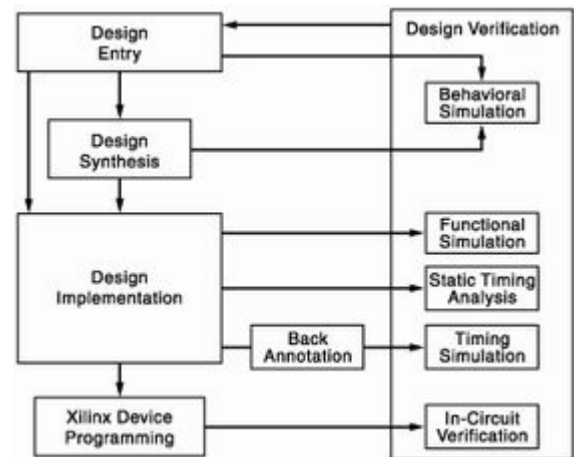 Design
Entry
Design Verification
Behavioral
Simulation
Design
Synthesis
Functional
Simulation
Design
Implementation
Static Timing
Analysis
Back
Annotation
Timing
Simulation
Xilinx Device
Programming
In-Circuit
Verification